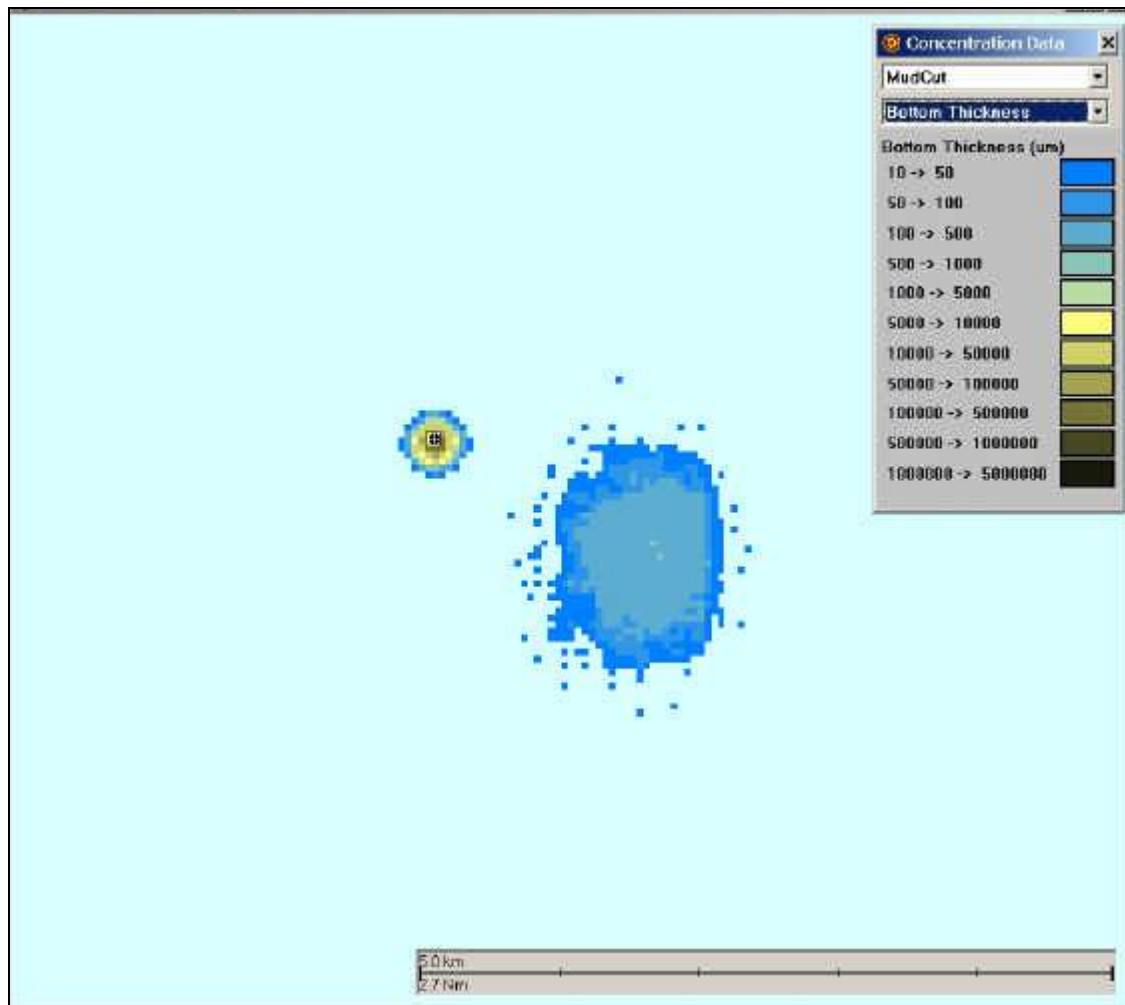 Concentration Data
MudCut
Bottom Thickness
Bottom Thickness (um)
10 -> 50
50 -> 100
100 -> 500
500 -> 1000
1000 -> 5000
5000 -> 10000
10000 -> 50000
50000 -> 100000
100000 -> 500000
500000 -> 1000000
1000000 -> 5000000
5.0 km
2.7 Nm